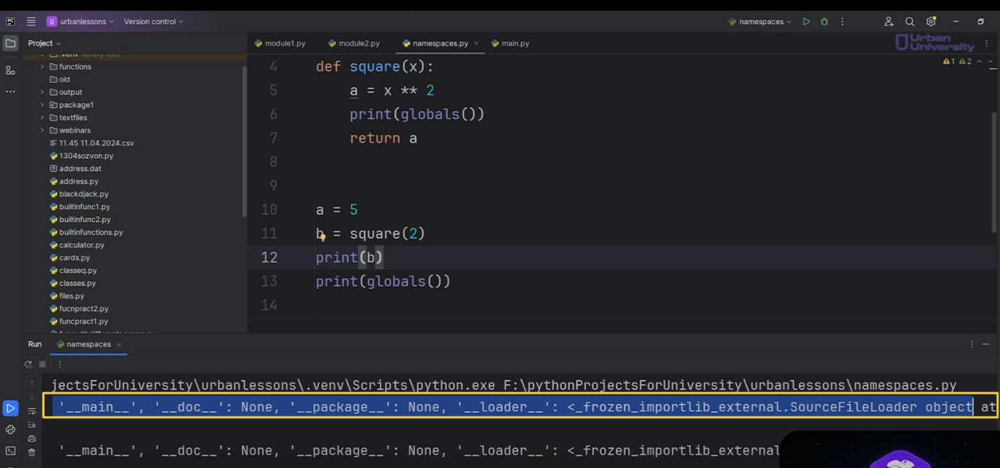 PC
U urbanlessons Version control namespaces
Project
module1.py module2.py namespaces.py × main.py
Urban University
.venv library root
functions
old
output
package1
textfiles
webinars
11.45 11.04.2024.csv
1304sozvon.py
address.dat
address.py
blackdjack.py
builtinfunc1.py
builtinfunc2.py
builtinfunctions.py
calculator.py
cards.py
classeq.py
classes.py
files.py
fucnpract2.py
funcpract1.py
1 2
4 def square(x):
5 a = x ** 2
6 print(globals())
7 return a
8
9
10 a = 5
11 b = square(2)
12 print(b)
13 print(globals())
14
Run namespaces ×
jectsForUniversity\urbanlessons\.venv\Scripts\python.exe F:\pythonProjectsForUniversity\urbanlessons\namespaces.py
'__main__', '__doc__': None, '__package__': None, '__loader__': <_frozen_importlib_external.SourceFileLoader object at
'__main__', '__doc__': None, '__package__': None, '__loader__': <_frozen_importlib_external